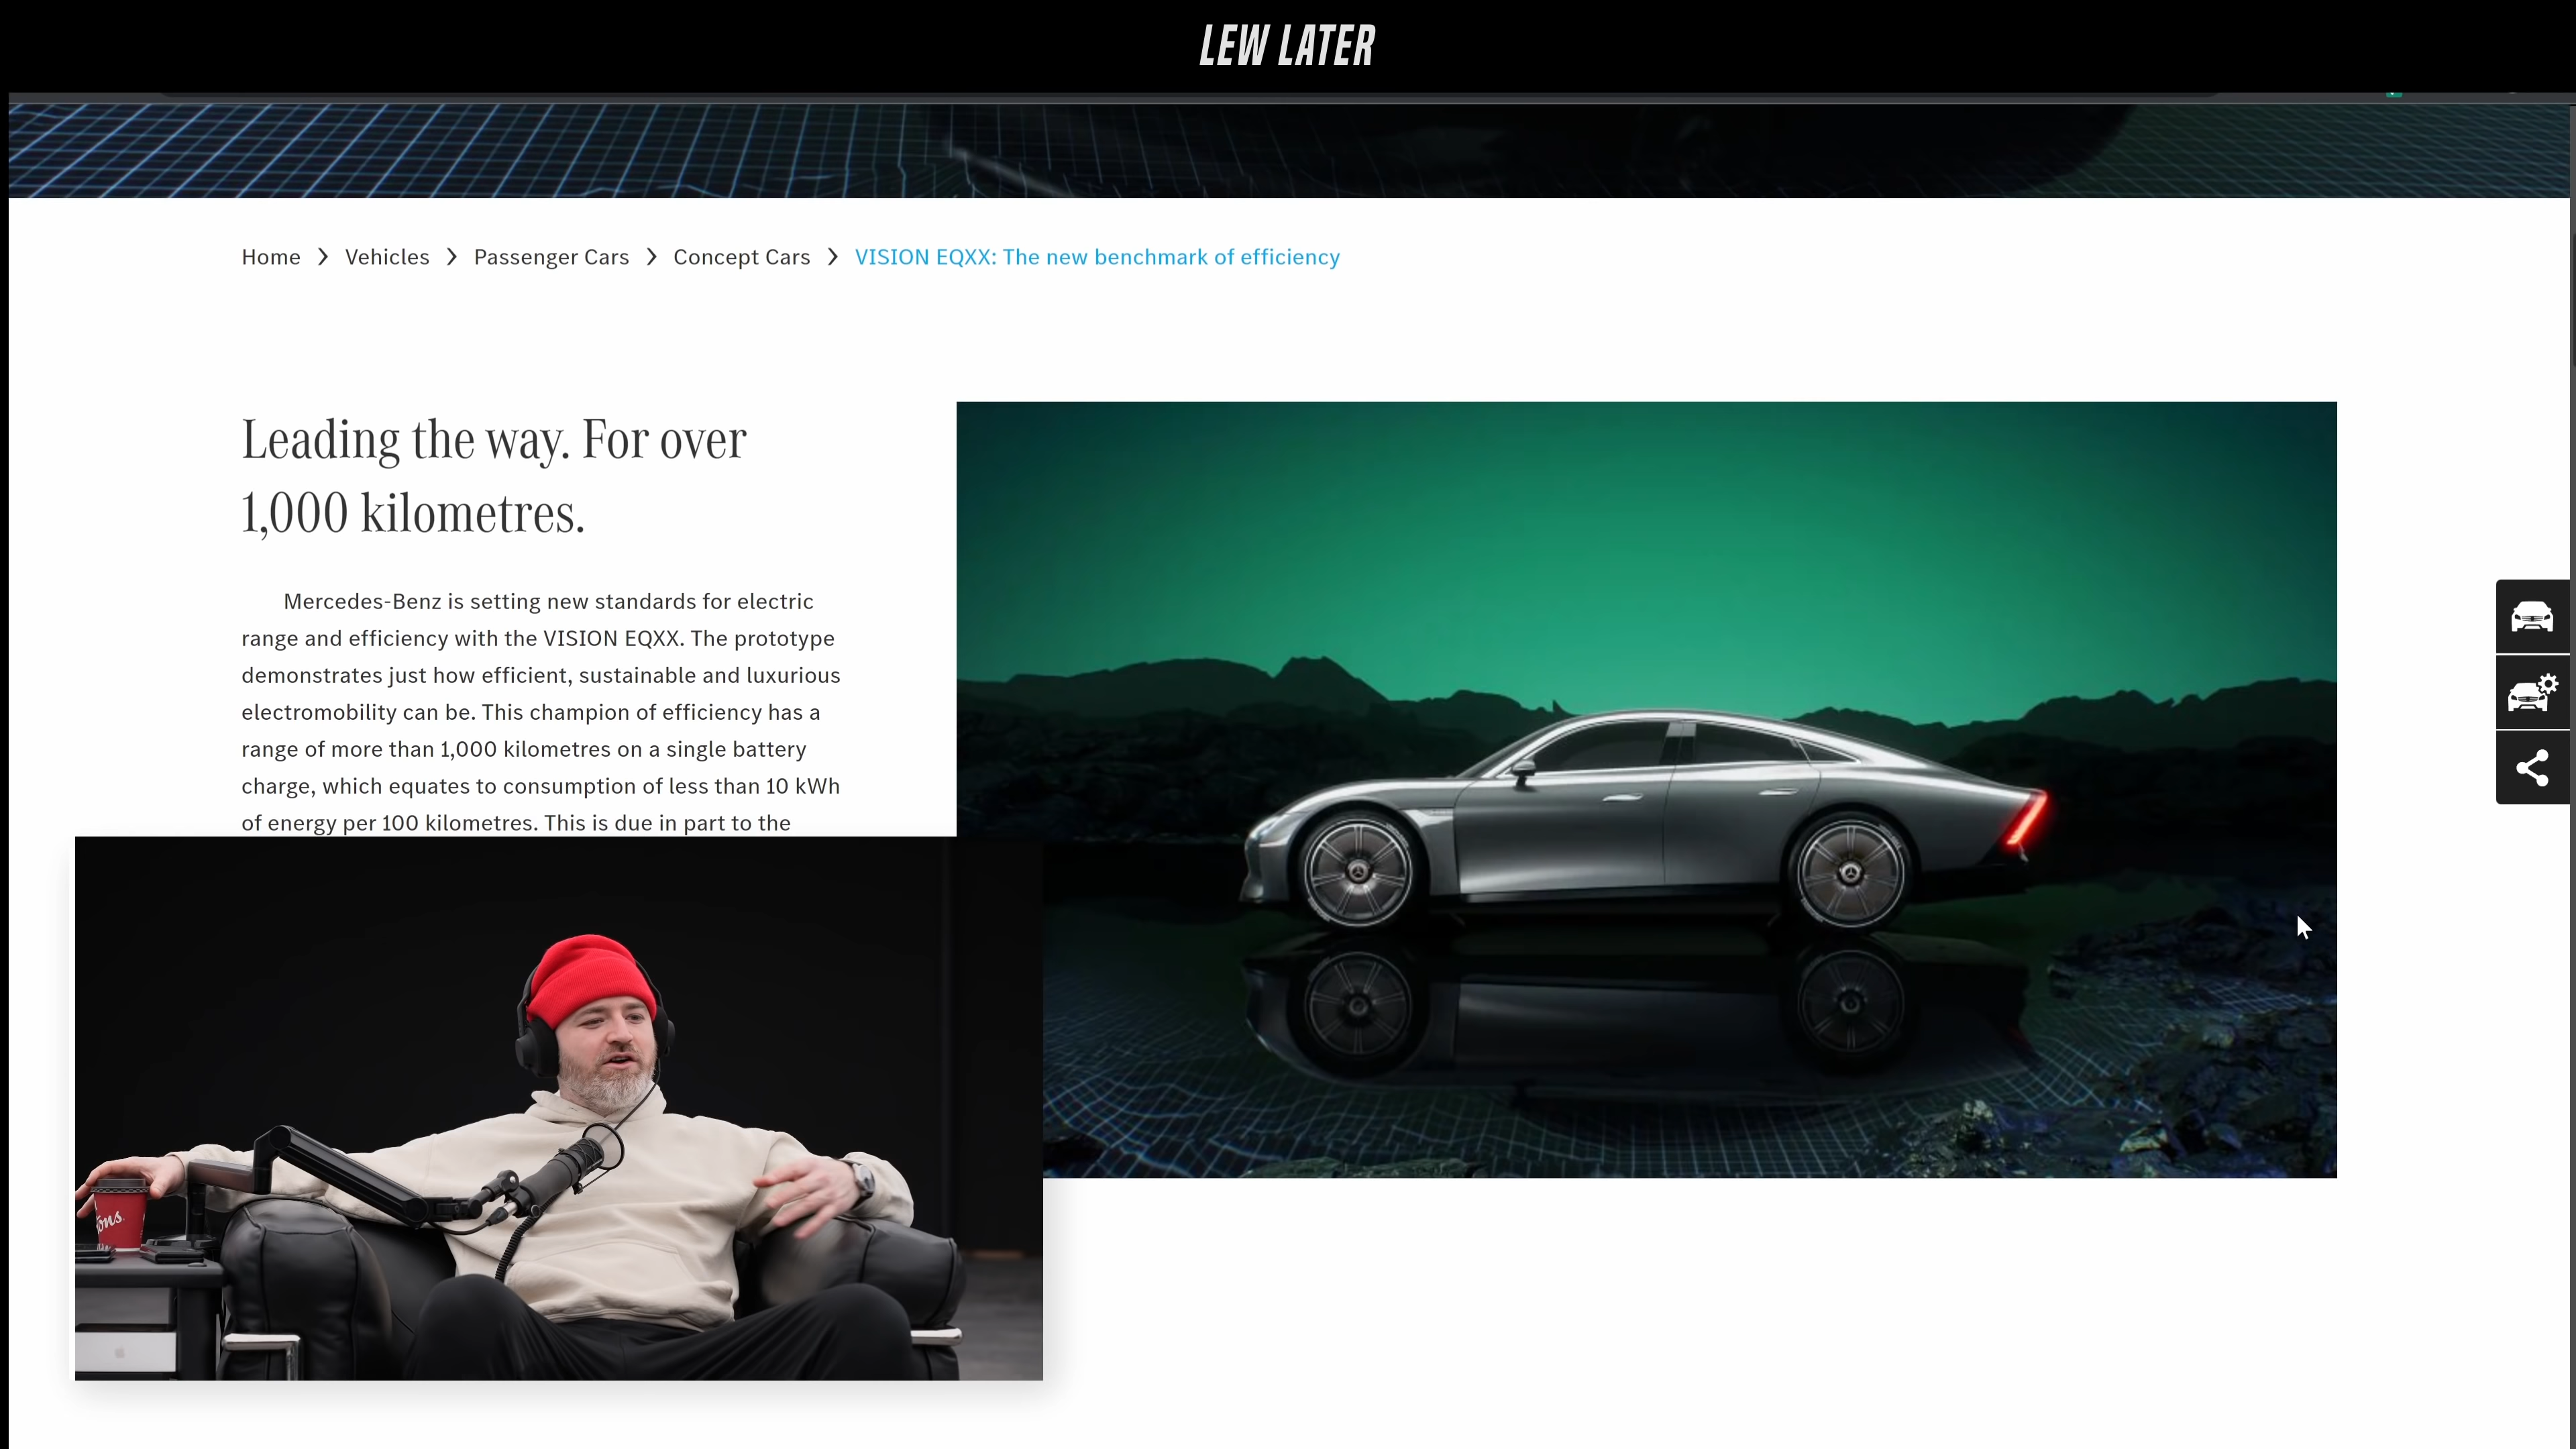 LEW LATER
Home > Vehicles > Passenger Cars > Concept Cars > VISION EQXX: The new benchmark of efficiency
Leading the way. For over
1,000 kilometres.
Mercedes-Benz is setting new standards for electric
range and efficiency with the VISION EQXX. The prototype
demonstrates just how efficient, sustainable and luxurious
electromobility can be. This champion of efficiency has a
range of more than 1,000 kilometres on a single battery
charge, which equates to consumption of less than 10 kWh
of energy per 100 kilometres. This is due in part to the